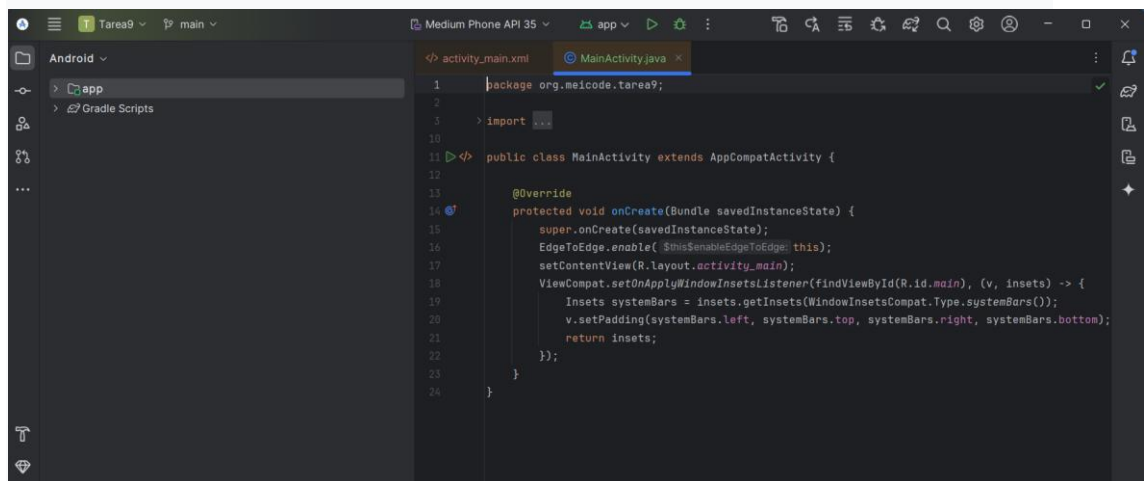 T Tarea9 main Medium Phone API 35 app
Android
app
Gradle Scripts
activity_main.xml MainActivity.java
1 package org.meicode.tarea9;
2
3 import ...
10
11 public class MainActivity extends AppCompatActivity {
12
13 @Override
14 protected void onCreate(Bundle savedInstanceState) {
15 super.onCreate(savedInstanceState);
16 EdgeToEdge.enable( $this$enableEdgeToEdge: this);
17 setContentView(R.layout.activity_main);
18 ViewCompat.setOnApplyWindowInsetsListener(findViewById(R.id.main), (v, insets) -> {
19 Insets systemBars = insets.getInsets(WindowInsetsCompat.Type.systemBars());
20 v.setPadding(systemBars.left, systemBars.top, systemBars.right, systemBars.bottom);
21 return insets;
22 });
23 }
24 }